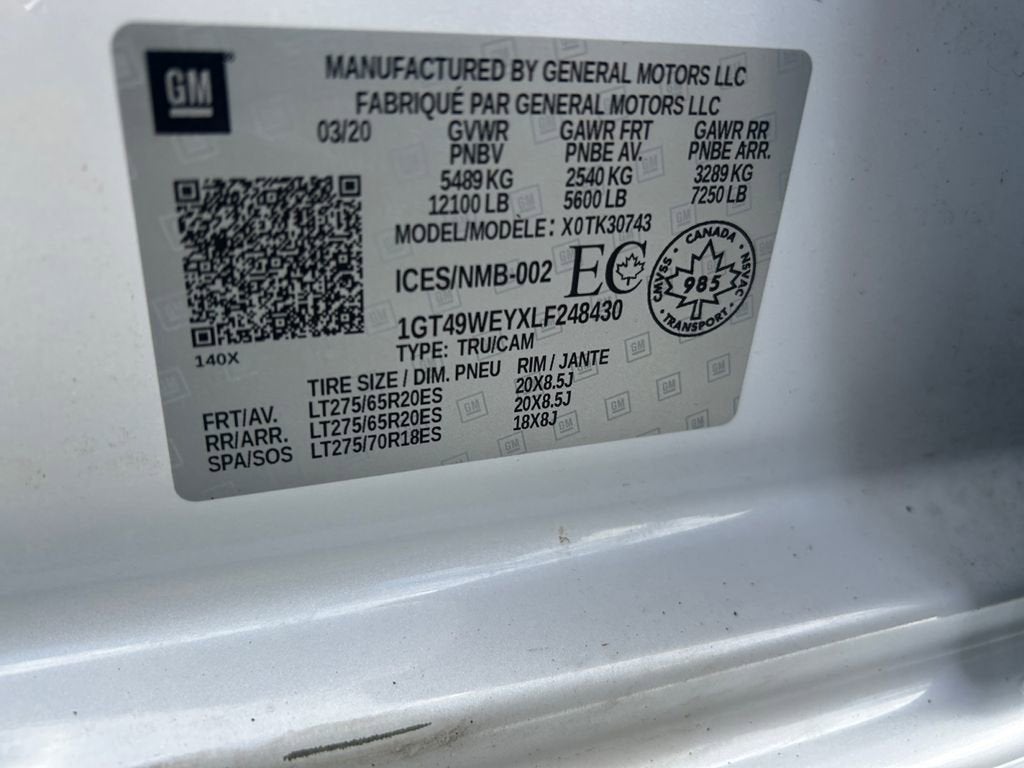 GM
MANUFACTURED BY GENERAL MOTORS LLC
FABRIQUÉ PAR GENERAL MOTORS LLC
03/20 GVWR GAWR FRT GAWR RR
PNBV PNBE AV. PNBE ARR.
5489 KG 2540 KG 3289 KG
12100 LB 5600 LB 7250 LB
MODEL/MODÈLE: X0TK30743
ICES/NMB-002 EC
CANADA
CMVSS 985 NSVAC
TRANSPORT
1GT49WEYXLF248430
140X TYPE: TRU/CAM
TIRE SIZE / DIM. PNEU RIM / JANTE
FRT/AV. LT275/65R20ES 20X8.5J
RR/ARR. LT275/65R20ES 20X8.5J
SPA/SOS LT275/70R18ES 18X8J